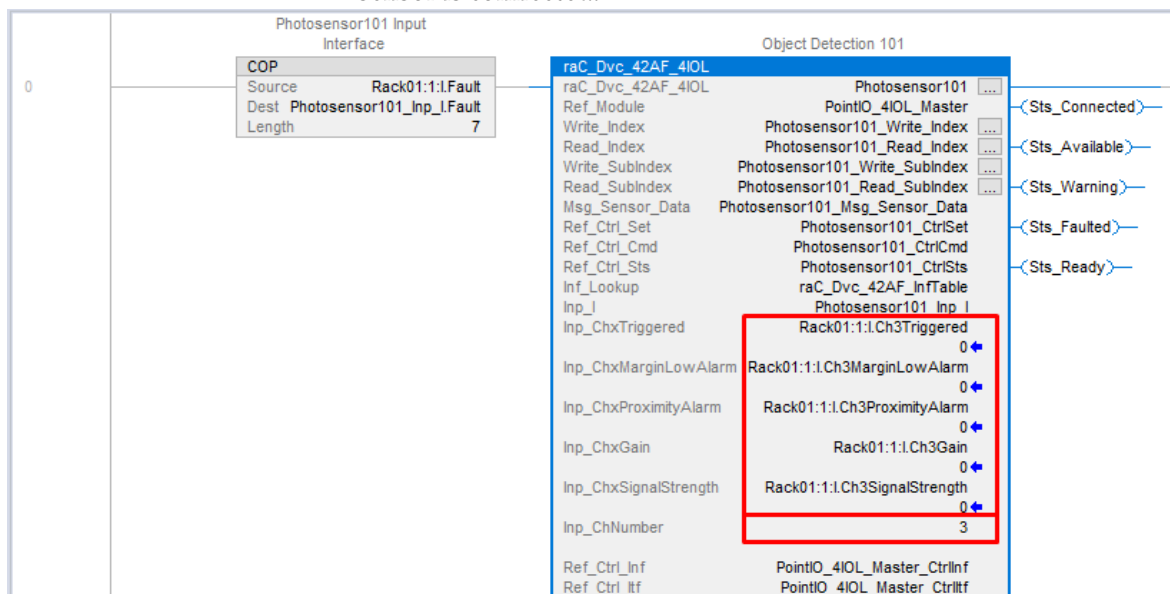 Photosensor101 Input
Interface
Object Detection 101
0
COP
Source Rack01:1:I.Fault
Dest Photosensor101_Inp_I.Fault
Length 7
raC_Dvc_42AF_4IOL
raC_Dvc_42AF_4IOL Photosensor101 ...
Ref_Module PointIO_4IOL_Master
Write_Index Photosensor101_Write_Index ...
Read_Index Photosensor101_Read_Index ...
Write_SubIndex Photosensor101_Write_SubIndex ...
Read_SubIndex Photosensor101_Read_SubIndex ...
Msg_Sensor_Data Photosensor101_Msg_Sensor_Data
Ref_Ctrl_Set Photosensor101_CtrlSet
Ref_Ctrl_Cmd Photosensor101_CtrlCmd
Ref_Ctrl_Sts Photosensor101_CtrlSts
Inf_Lookup raC_Dvc_42AF_InfTable
Inp_I Photosensor101_Inp_I
Inp_ChxTriggered Rack01:1:I.Ch3Triggered
0
Inp_ChxMarginLowAlarm Rack01:1:I.Ch3MarginLowAlarm
0
Inp_ChxProximityAlarm Rack01:1:I.Ch3ProximityAlarm
0
Inp_ChxGain Rack01:1:I.Ch3Gain
0
Inp_ChxSignalStrength Rack01:1:I.Ch3SignalStrength
0
Inp_ChNumber 3
Ref_Ctrl_Inf PointIO_4IOL_Master_CtrlInf
Ref_Ctrl_Itf PointIO_4IOL_Master_CtrlItf
Sts_Connected
Sts_Available
Sts_Warning
Sts_Faulted
Sts_Ready